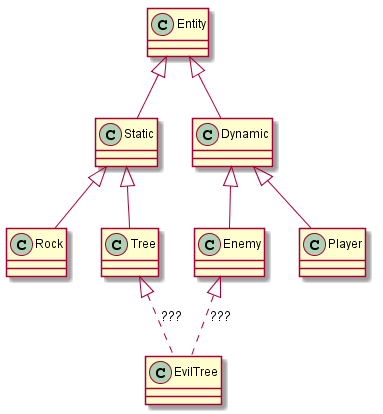 C Entity
C Static
C Dynamic
C Rock
C Tree
C Enemy
C Player
???
???
C EvilTree